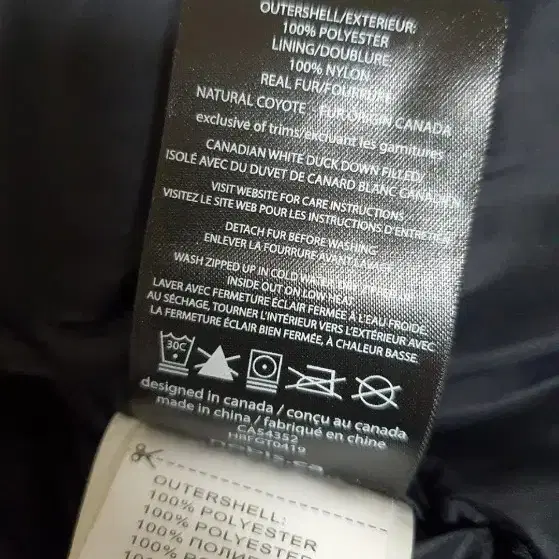 OUTERSHELL/EXTERIEUR:
100% POLYESTER
LINING/DOUBLURE:
100% NYLON
REAL FUR/FOURRURE
NATURAL COYOTE FUR ORIGIN CANADA
exclusive of trims/excluant les garnitures
CANADIAN WHITE DUCK DOWN FILLED/
ISOLÉ AVEC DU DUVET DE CANARD BLANC CANADIEN
VISIT WEBSITE FOR CARE INSTRUCTIONS
VISITEZ LE SITE WEB POUR LES INSTRUCTIONS D'ENTRETIEN
DETACH FUR BEFORE WASHING
ENLEVER LA FOURRURE AVANT LAVAGE
WASH ZIPPED UP IN COLD WATER
INSIDE OUT ON LOW HEAT
LAVER AVEC FERMETURE ÉCLAIR FERMÉE À L'EAU FROIDE.
AU SÉCHAGE, TOURNER L'INTÉRIEUR VERS L'EXTÉRIEUR AVEC
LA FERMETURE ÉCLAIR BIEN FERMÉE, À CHALEUR BASSE.
30C
designed in canada / conçu au canada
made in china / fabriqué en chine
CA54352
HBFGT0419
OUTERSHELL:
100% POLYESTER
100% POLYESTER
100%
100%